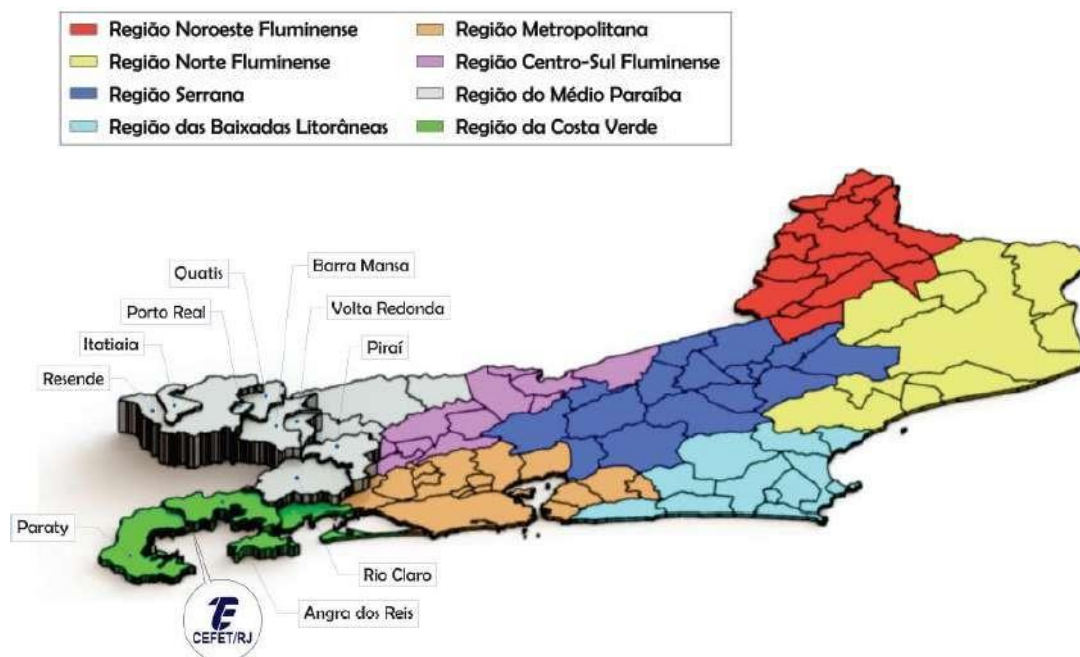 Região Noroeste Fluminense
Região Norte Fluminense
Região Serrana
Região das Baixadas Litorâneas
Região Metropolitana
Região Centro-Sul Fluminense
Região do Médio Paraíba
Região da Costa Verde
Barra Mansa
Quatis
Volta Redonda
Porto Real
Piraí
Itatiaia
Resende
Paraty
Rio Claro
Angra dos Reis
CEFET/RJ